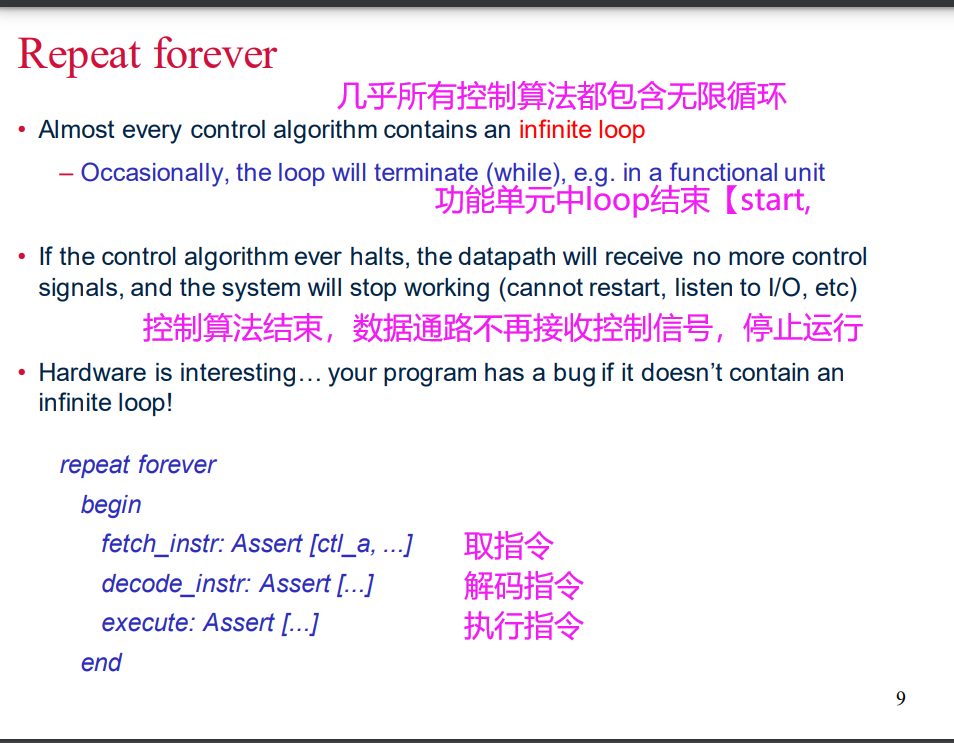 Repeat forever
几乎所有控制算法都包含无限循环
• Almost every control algorithm contains an infinite loop
– Occasionally, the loop will terminate (while), e.g. in a functional unit
功能单元中loop结束【start,
• If the control algorithm ever halts, the datapath will receive no more control
signals, and the system will stop working (cannot restart, listen to I/O, etc)
控制算法结束，数据通路不再接收控制信号，停止运行
• Hardware is interesting… your program has a bug if it doesn’t contain an
infinite loop!
repeat forever
begin
fetch_instr: Assert [ctl_a, ...] 取指令
decode_instr: Assert [...] 解码指令
execute: Assert [...] 执行指令
end
9